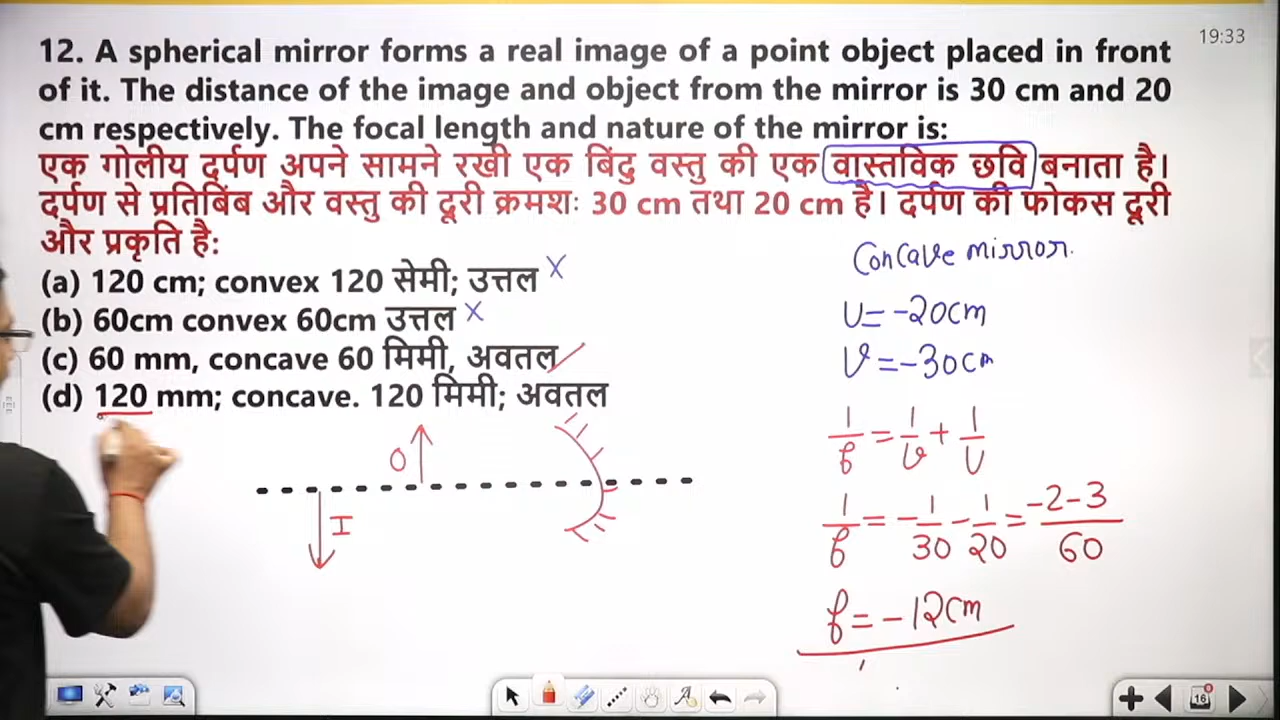 19:33
12. A spherical mirror forms a real image of a point object placed in front
of it. The distance of the image and object from the mirror is 30 cm and 20
cm respectively. The focal length and nature of the mirror is:
एक गोलीय दर्पण अपने सामने रखी एक बिंदु वस्तु की एक वास्तविक छवि बनाता है।
दर्पण से प्रतिबिंब और वस्तु की दूरी क्रमशः 30 cm तथा 20 cm है। दर्पण की फोकस दूरी
और प्रकृति है:
(a) 120 cm; convex 120 सेमी; उत्तल X
(b) 60cm convex 60cm उत्तल X
(c) 60 mm, concave 60 मिमी, अवतल
(d) 120 mm; concave. 120 मिमी; अवतल
Concave mirror.
U = -20cm
V = -30cm
1/f = 1/v + 1/U
1/f = -1/30 - 1/20 = -2-3/60
f = -12cm
O
I
16